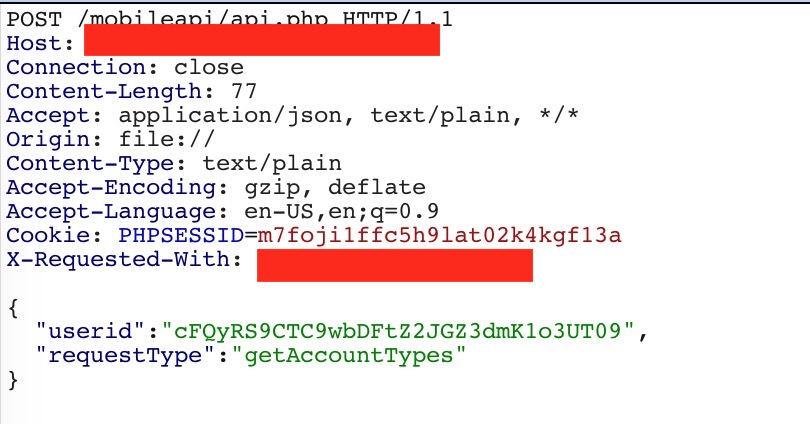 POST /mobileapi/api.php HTTP/1.1
Host:
Connection: close
Content-Length: 77
Accept: application/json, text/plain, */*
Origin: file://
Content-Type: text/plain
Accept-Encoding: gzip, deflate
Accept-Language: en-US,en;q=0.9
Cookie: PHPSESSID=m7foji1ffc5h9lat02k4kgf13a
X-Requested-With:
{
"userid":"cFQyRS9CTC9wbDFtZ2JGZ3dmK1o3UT09",
"requestType":"getAccountTypes"
}